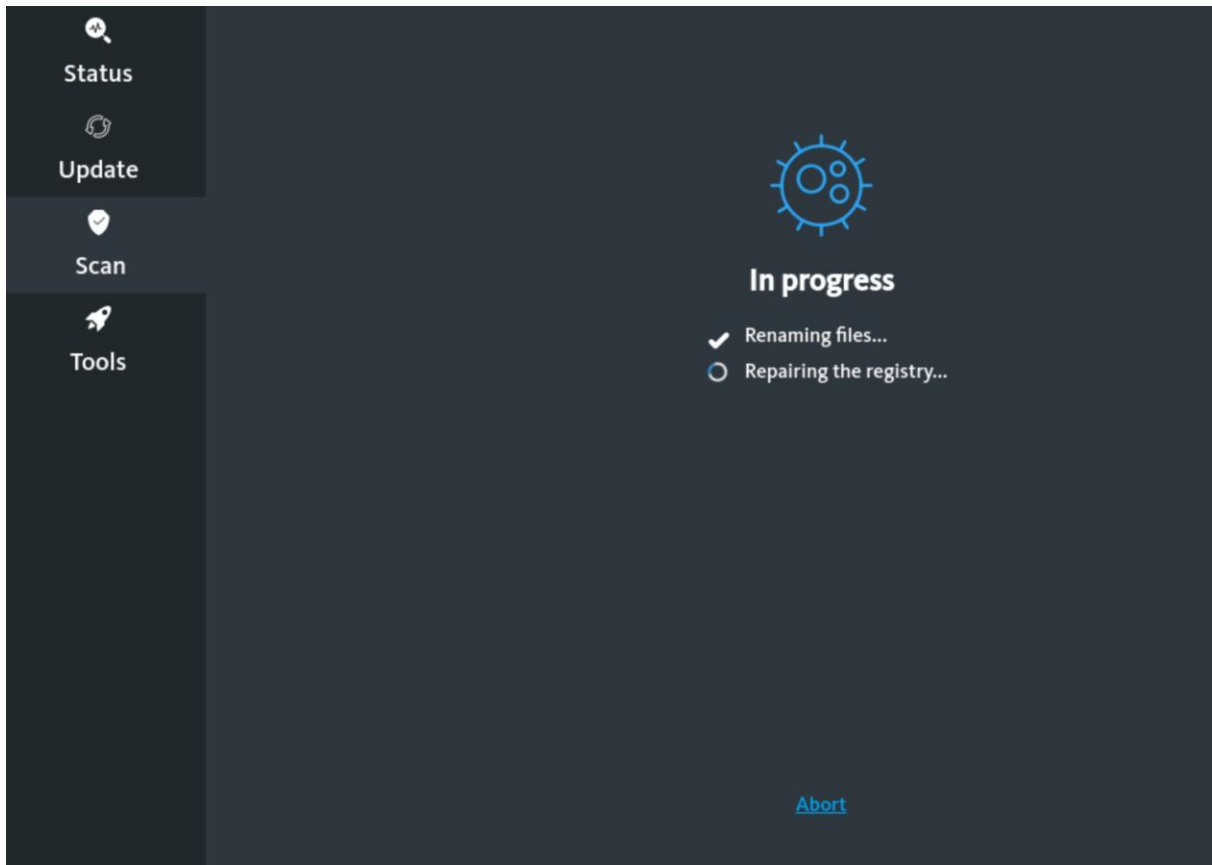 Status
Update
Scan
Tools
In progress
Renaming files...
Repairing the registry...
Abort